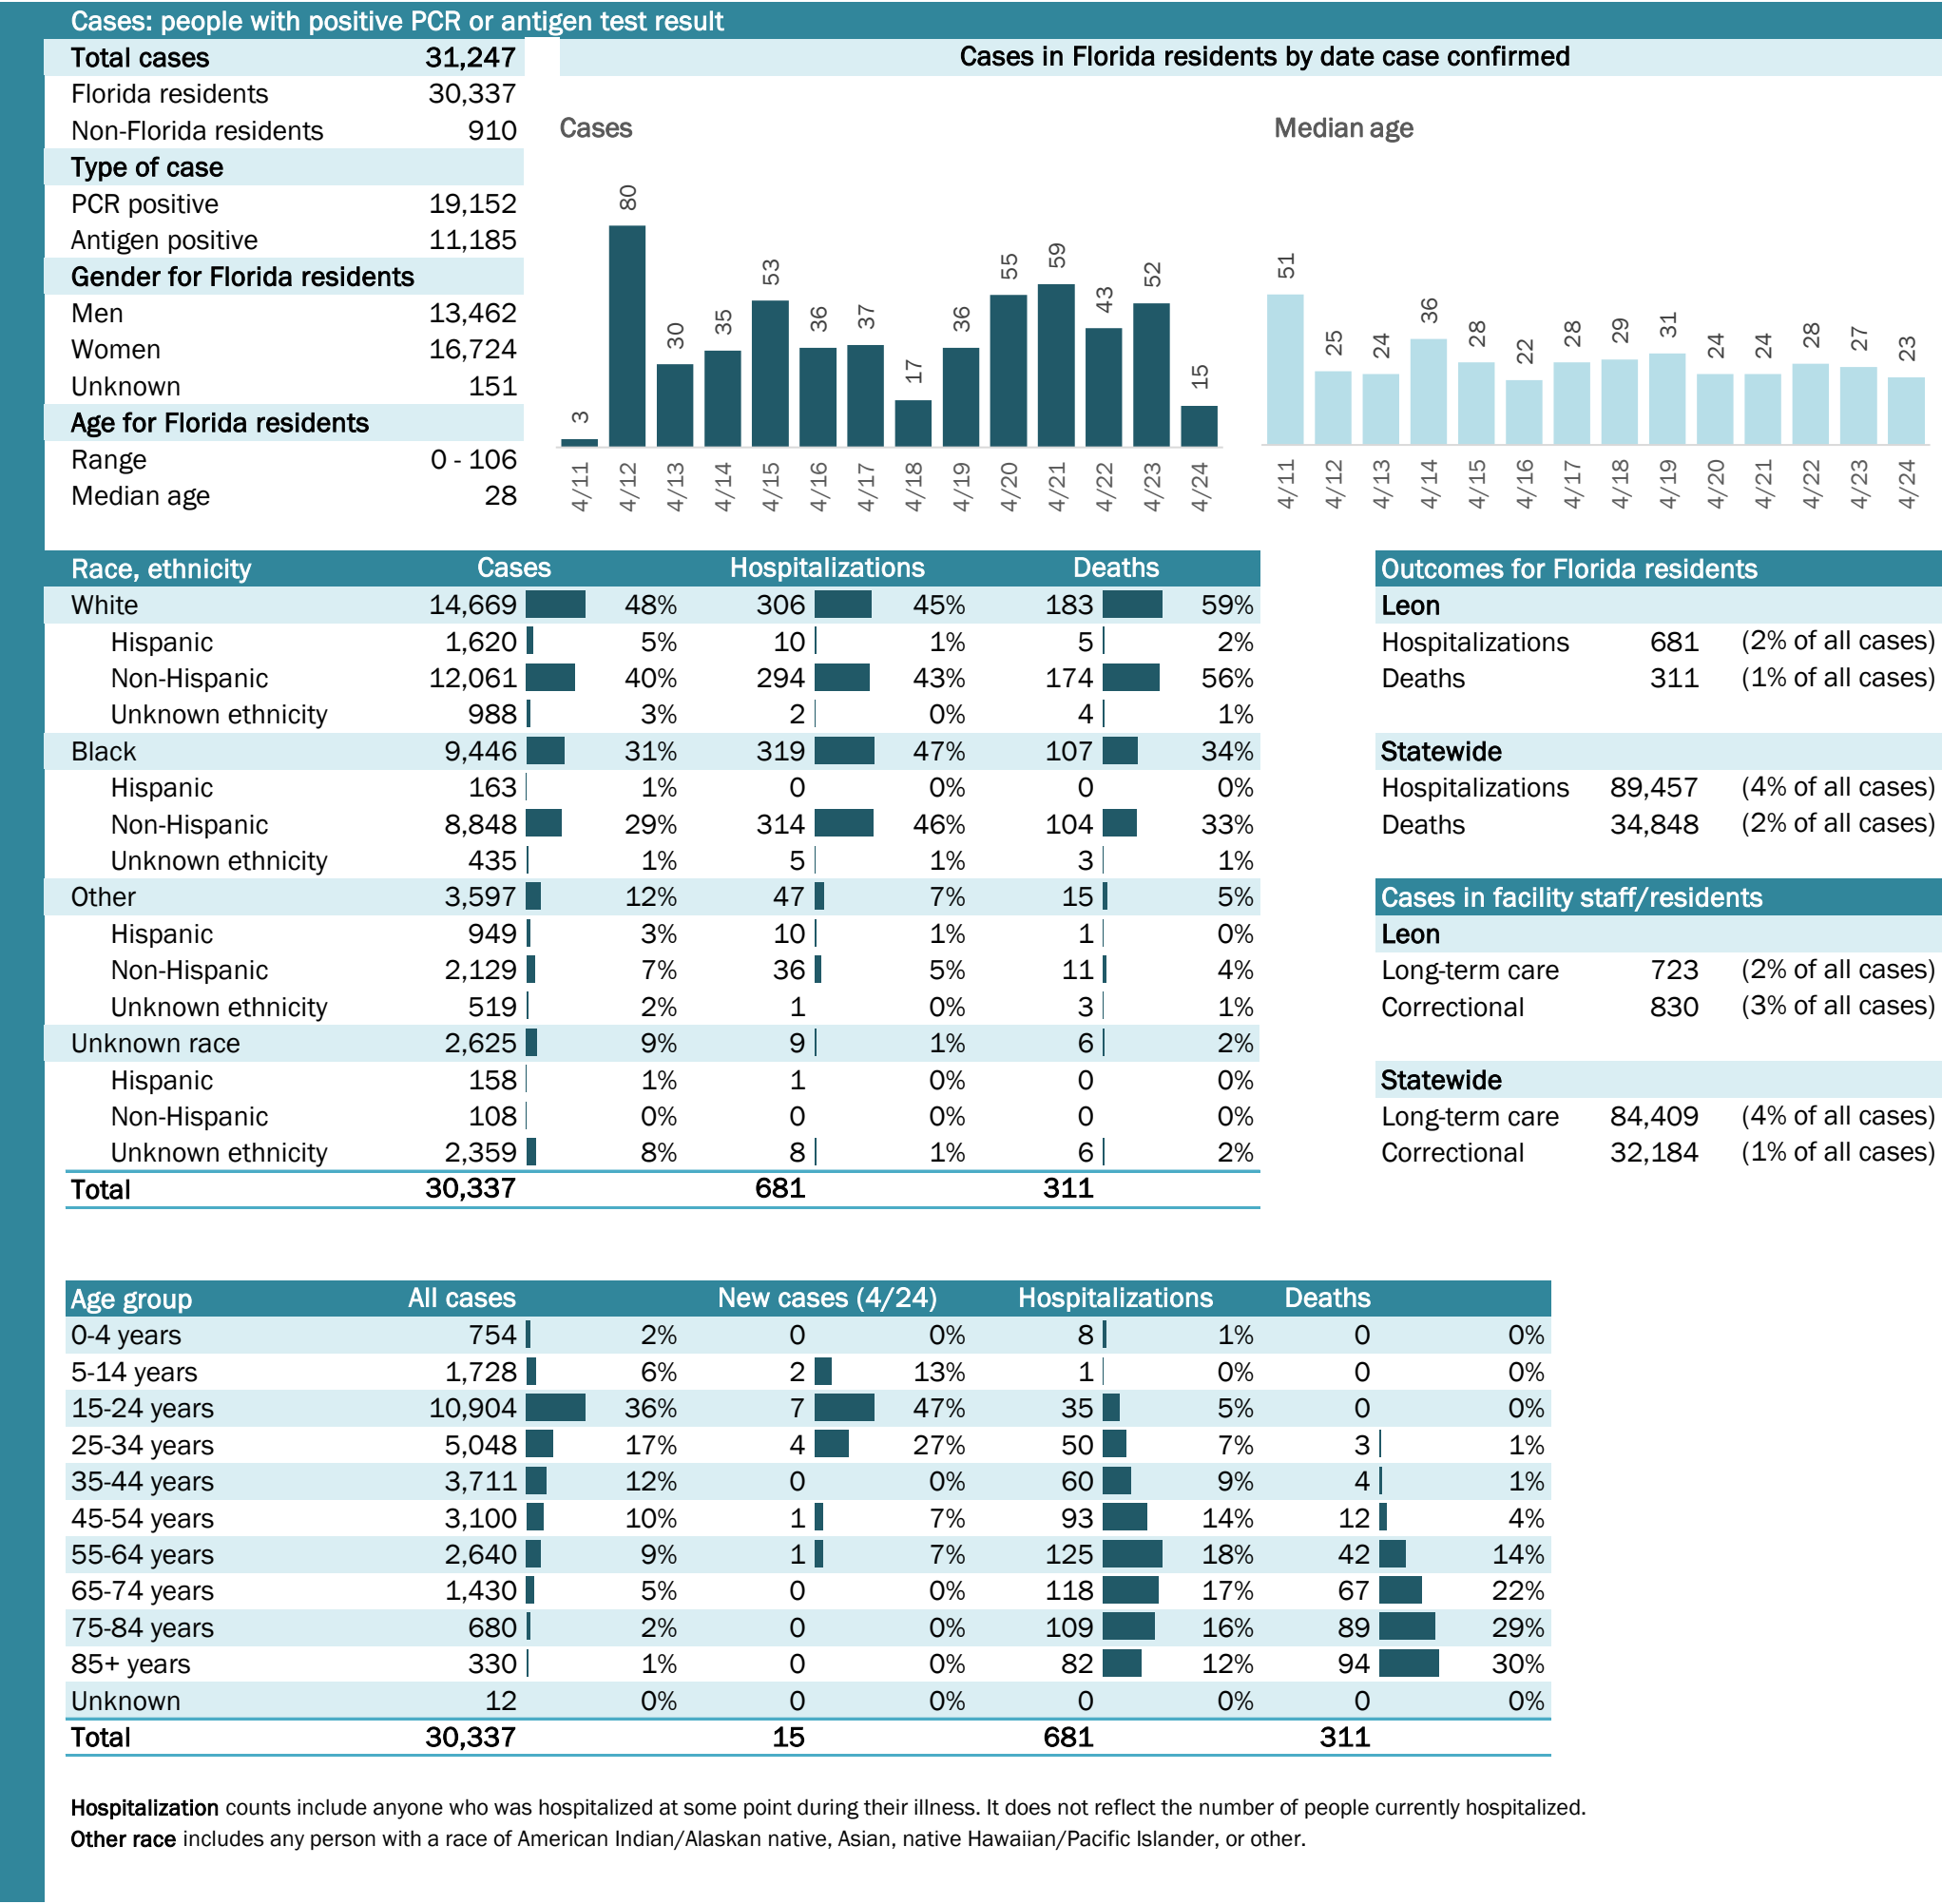 Cases: people with positive PCR or antigen test result
Total cases 31,247
Florida residents 30,337
Non-Florida residents 910
Type of case
PCR positive 19,152
Antigen positive 11,185
Gender for Florida residents
Men 13,462
Women 16,724
Unknown 151
Age for Florida residents
Range 0 - 106
Median age 28
Cases in Florida residents by date case confirmed
Cases
3 80 30 35 53 36 37 17 36 55 59 43 52 15
4/11 4/12 4/13 4/14 4/15 4/16 4/17 4/18 4/19 4/20 4/21 4/22 4/23 4/24
Median age
51 25 24 36 28 22 28 29 31 24 24 28 27 23
4/11 4/12 4/13 4/14 4/15 4/16 4/17 4/18 4/19 4/20 4/21 4/22 4/23 4/24
Race, ethnicity Cases Hospitalizations Deaths
White 14,669 48% 306 45% 183 59%
Hispanic 1,620 5% 10 1% 5 2%
Non-Hispanic 12,061 40% 294 43% 174 56%
Unknown ethnicity 988 3% 2 0% 4 1%
Black 9,446 31% 319 47% 107 34%
Hispanic 163 1% 0 0% 0 0%
Non-Hispanic 8,848 29% 314 46% 104 33%
Unknown ethnicity 435 1% 5 1% 3 1%
Other 3,597 12% 47 7% 15 5%
Hispanic 949 3% 10 1% 1 0%
Non-Hispanic 2,129 7% 36 5% 11 4%
Unknown ethnicity 519 2% 1 0% 3 1%
Unknown race 2,625 9% 9 1% 6 2%
Hispanic 158 1% 1 0% 0 0%
Non-Hispanic 108 0% 0 0% 0 0%
Unknown ethnicity 2,359 8% 8 1% 6 2%
Total 30,337 681 311
Outcomes for Florida residents
Leon
Hospitalizations 681 (2% of all cases)
Deaths 311 (1% of all cases)
Statewide
Hospitalizations 89,457 (4% of all cases)
Deaths 34,848 (2% of all cases)
Cases in facility staff/residents
Leon
Long-term care 723 (2% of all cases)
Correctional 830 (3% of all cases)
Statewide
Long-term care 84,409 (4% of all cases)
Correctional 32,184 (1% of all cases)
Age group All cases New cases (4/24) Hospitalizations Deaths
0-4 years 754 2% 0 0% 8 1% 0 0%
5-14 years 1,728 6% 2 13% 1 0% 0 0%
15-24 years 10,904 36% 7 47% 35 5% 0 0%
25-34 years 5,048 17% 4 27% 50 7% 3 1%
35-44 years 3,711 12% 0 0% 60 9% 4 1%
45-54 years 3,100 10% 1 7% 93 14% 12 4%
55-64 years 2,640 9% 1 7% 125 18% 42 14%
65-74 years 1,430 5% 0 0% 118 17% 67 22%
75-84 years 680 2% 0 0% 109 16% 89 29%
85+ years 330 1% 0 0% 82 12% 94 30%
Unknown 12 0% 0 0% 0 0% 0 0%
Total 30,337 15 681 311
Hospitalization counts include anyone who was hospitalized at some point during their illness. It does not reflect the number of people currently hospitalized.
Other race includes any person with a race of American Indian/Alaskan native, Asian, native Hawaiian/Pacific Islander, or other.